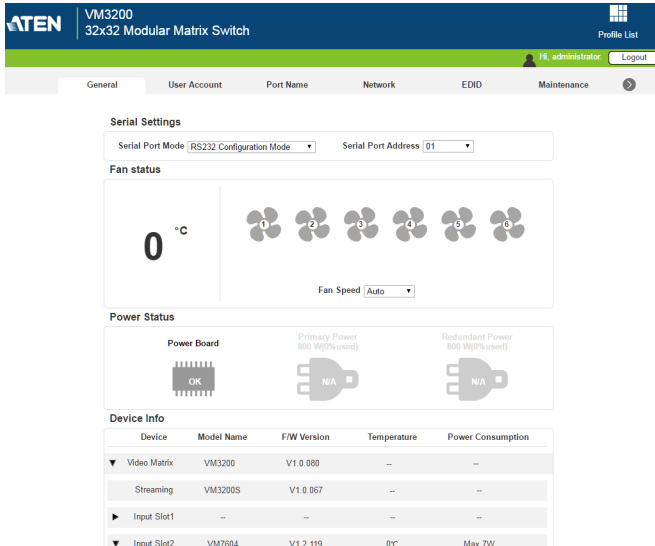 ATEN
VM3200
32x32 Modular Matrix Switch
Profile List
Hi, administrator. Logout
General User Account Port Name Network EDID Maintenance
Serial Settings
Serial Port Mode RS232 Configuration Mode Serial Port Address 01
Fan status
0 °C
1 2 3 4 5 6
Fan Speed Auto
Power Status
Power Board Primary Power Redendant Power
800 W(0%used) 800 W(0%used)
OK N/A N/A
Device Info
Device Model Name F/W Version Temperature Power Consumption
Video Matrix VM3200 V1.0.080 -- --
Streaming VM3200S V1.0.067 -- --
Input Slot1 -- -- -- --
Input Slot2 VM7604 V1.2.119 0°C Max 7W